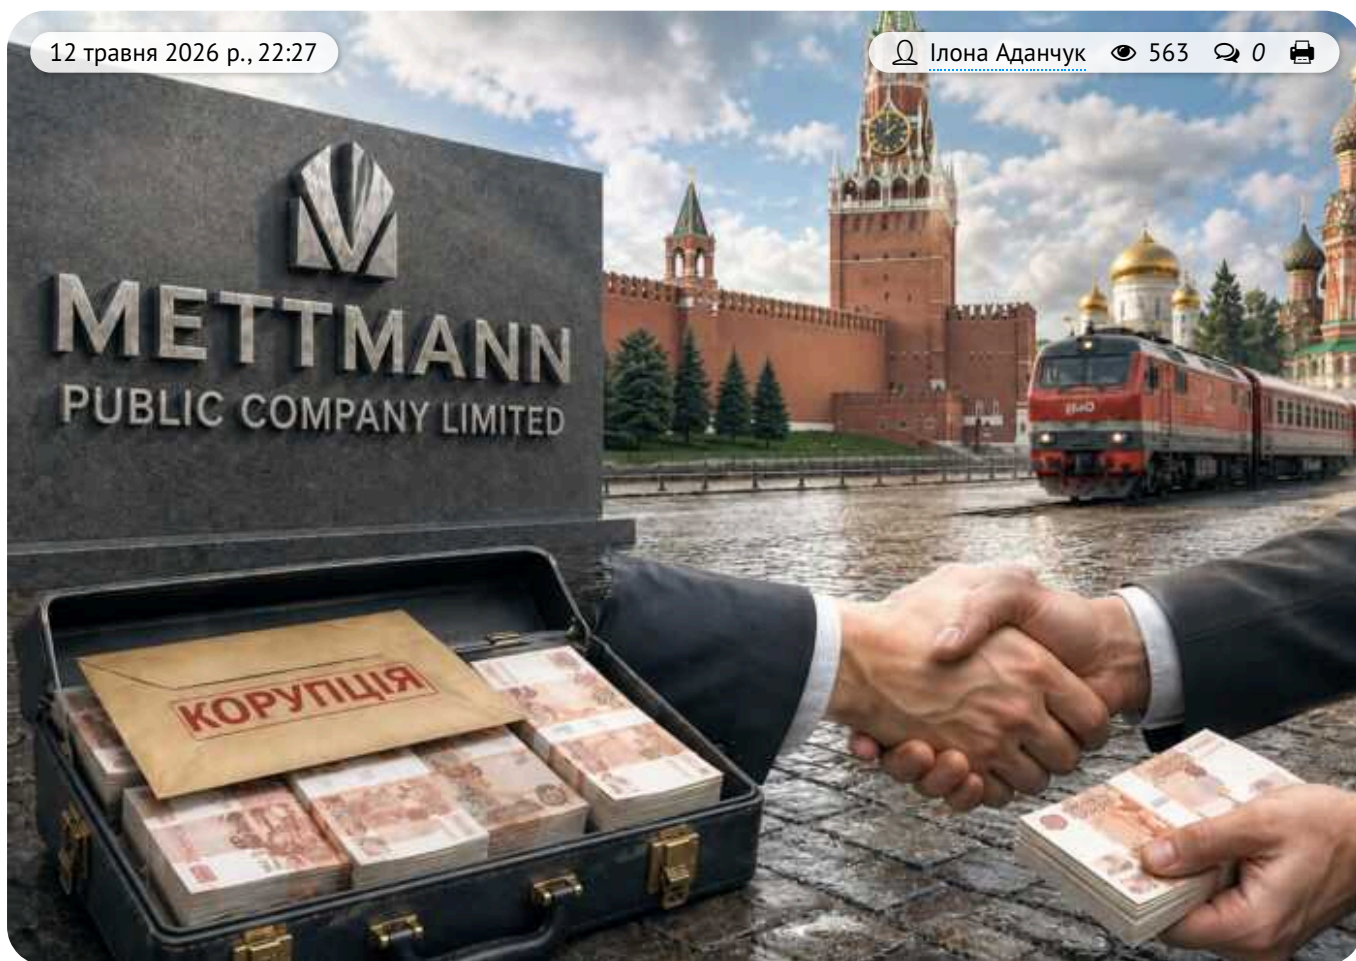 12 травня 2026 р., 22:27
Ілона Аданчук 563 0
METTMANN
PUBLIC COMPANY LIMITED
КОРУПЦІЯ